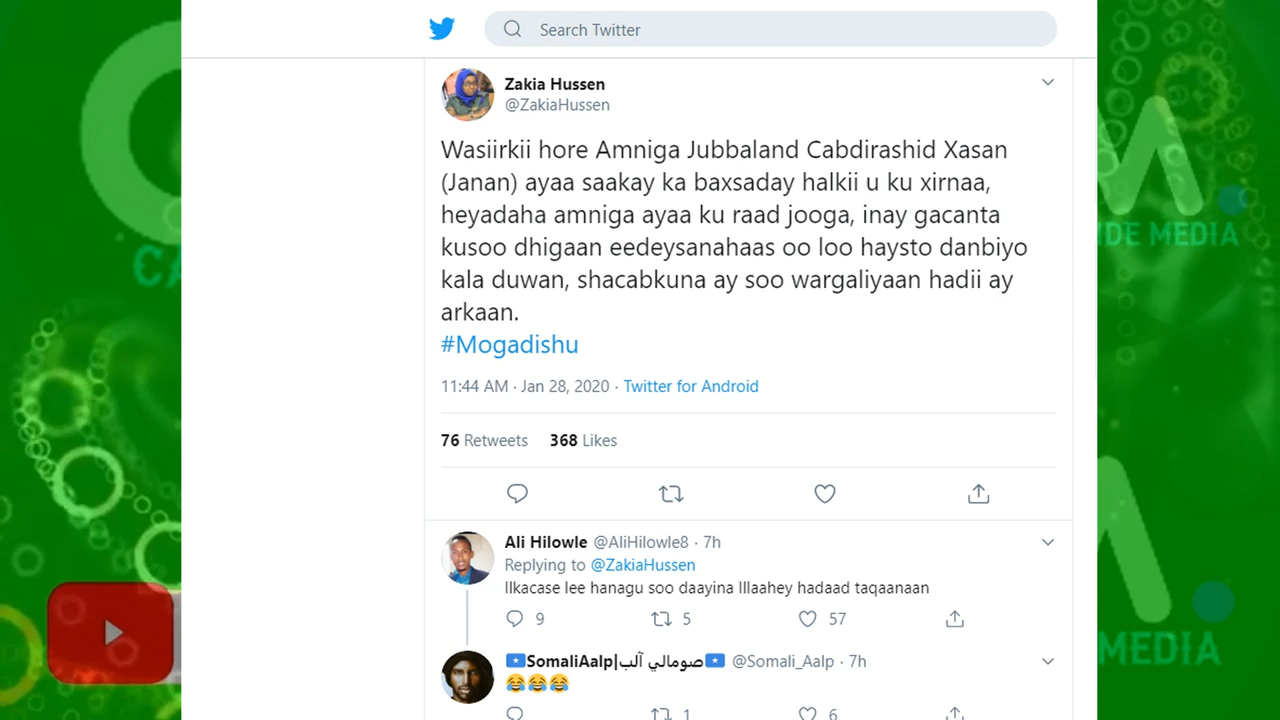 Search Twitter
Zakia Hussen
@ZakiaHussen
Wasiirkii hore Amniga Jubbaland Cabdirashid Xasan
(Janan) ayaa saakay ka baxsaday halkii u ku xirnaa,
heyadaha amniga ayaa ku raad jooga, inay gacanta
kusoo dhigaan eedeysanahaas oo loo haysto danbiyo
kala duwan, shacabkuna ay soo wargaliyaan hadii ay
arkaan.
#Mogadishu
11:44 AM · Jan 28, 2020 · Twitter for Android
76 Retweets 368 Likes
Ali Hilowle @AliHilowle8 · 7h
Replying to @ZakiaHussen
Ilkacase lee hanagu soo daayina Illaahey hadaad taqaanaan
9 5 57
SomaliAalp|صومالي آلب @Somali_Aalp · 7h
😂😂😂
1 6
CA
IDE MEDIA
MEDIA